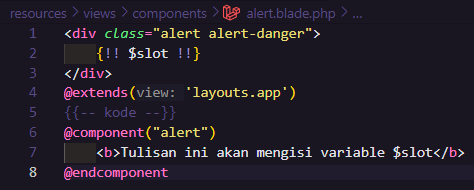 resources > views > components > alert.blade.php > ...
1 <div class="alert alert-danger">
2     {!! $slot !!}
3 </div>
4 @extends(view: 'layouts.app')
5 {{-- kode --}}
6 @component("alert")
7     <b>Tulisan ini akan mengisi variable $slot</b>
8 @endcomponent